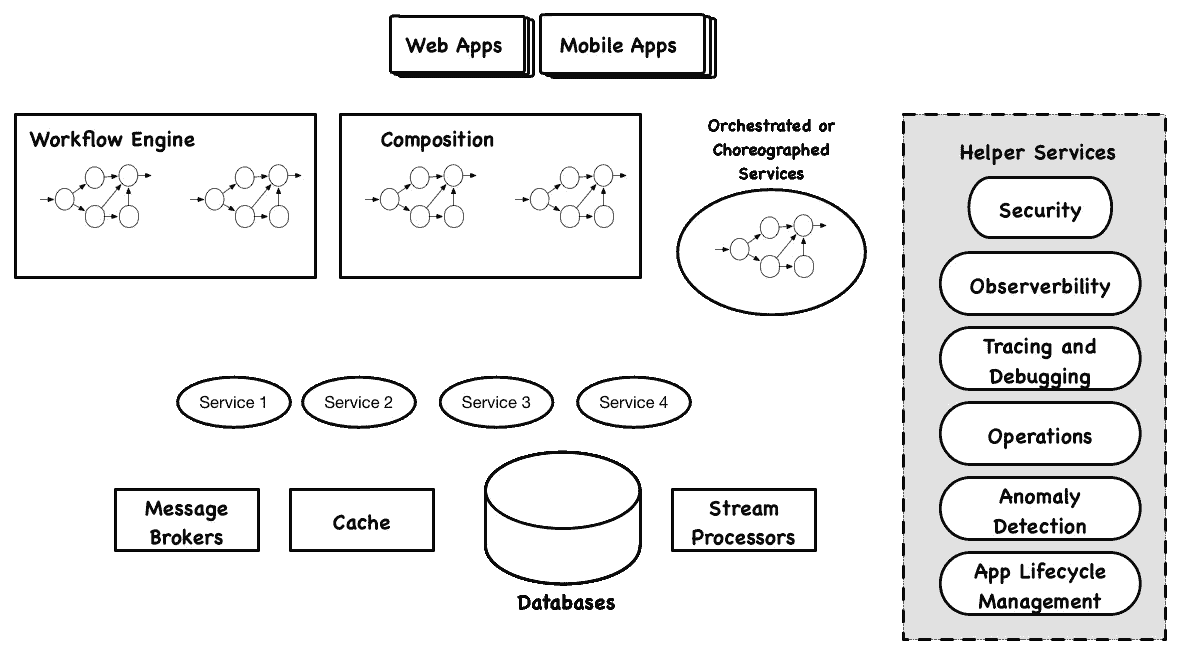 Web Apps
Mobile Apps
Workflow Engine
Composition
Orchestrated or
Choreographed
Services
Helper Services
Security
Observerbility
Tracing and
Debugging
Operations
Anomaly
Detection
App Lifecycle
Management
Service 1
Service 2
Service 3
Service 4
Message
Brokers
Cache
Databases
Stream
Processors